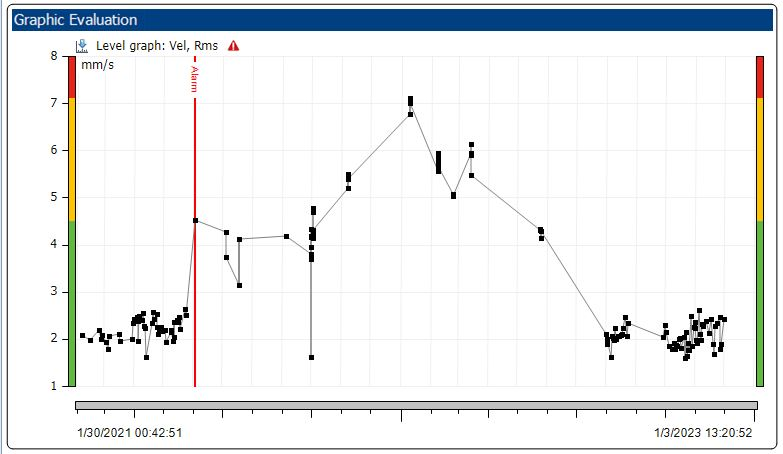 Graphic Evaluation
Level graph: Vel, Rms
mm/s
8
7
6
5
4
3
2
1
Alarm
1/30/2021 00:42:51
1/3/2023 13:20:52